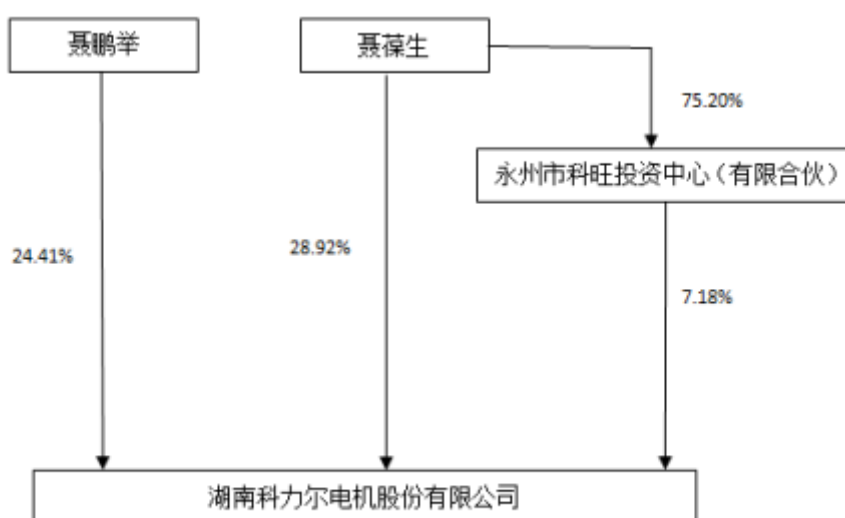 聂鹏举
聂葆生
75.20%
永州市科旺投资中心（有限合伙）
24.41%
28.92%
7.18%
湖南科力尔电机股份有限公司